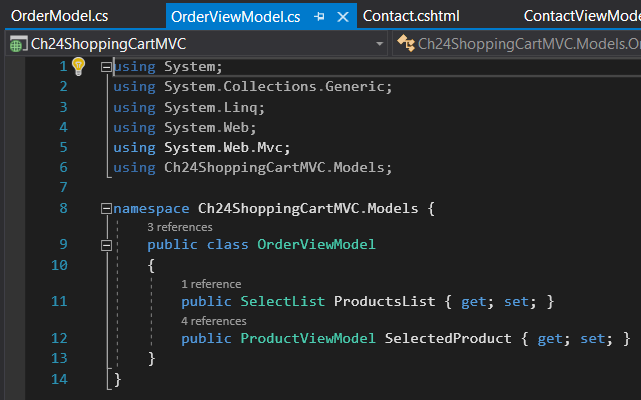 OrderModel.cs OrderViewModel.cs Contact.cshtml ContactViewMode
Ch24ShoppingCartMVC Ch24ShoppingCartMVC.Models.Or
1 using System;
2 using System.Collections.Generic;
3 using System.Linq;
4 using System.Web;
5 using System.Web.Mvc;
6 using Ch24ShoppingCartMVC.Models;
7
8 namespace Ch24ShoppingCartMVC.Models {
3 references
9 public class OrderViewModel
10 {
1 reference
11 public SelectList ProductsList { get; set; }
4 references
12 public ProductViewModel SelectedProduct { get; set; }
13 }
14 }